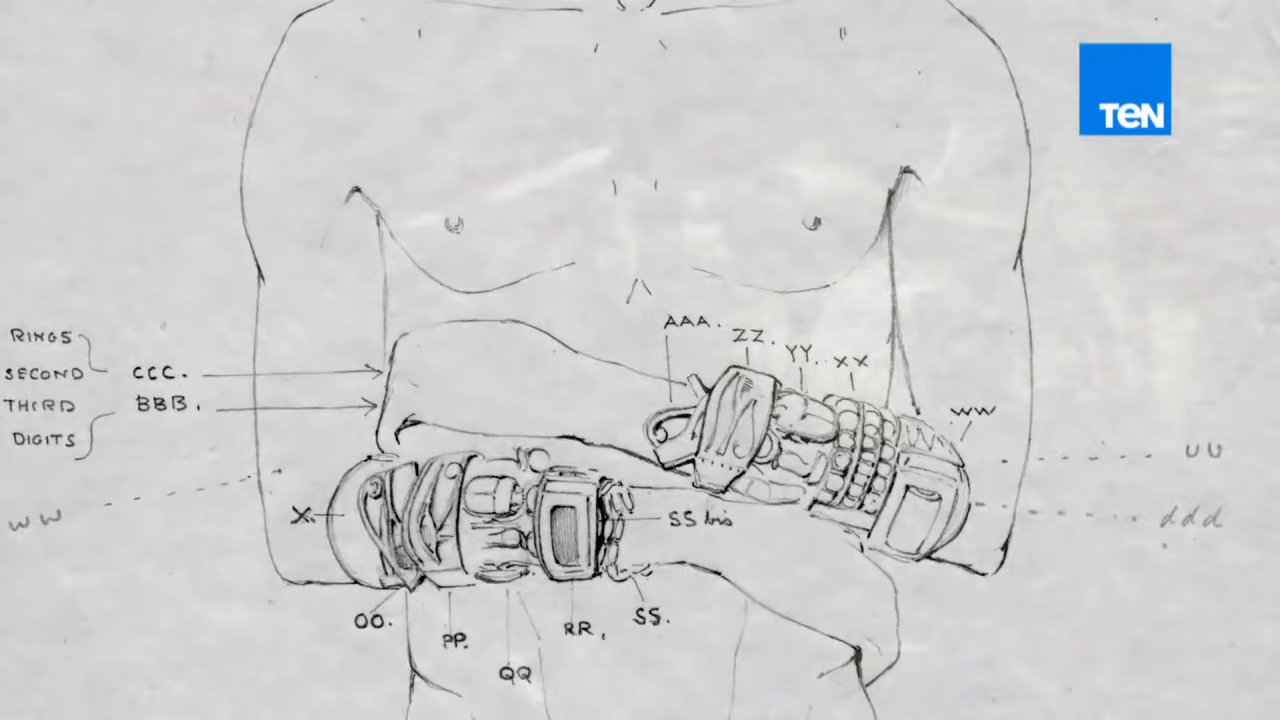 TEN
AAA.
ZZ.
YY.
XX
RINGS
SECOND CCC.
THIRD BBB.
DIGITS
WW
UU
WW
X.
SS bis
ddd
OO.
PP.
QQ
RR,
SS.